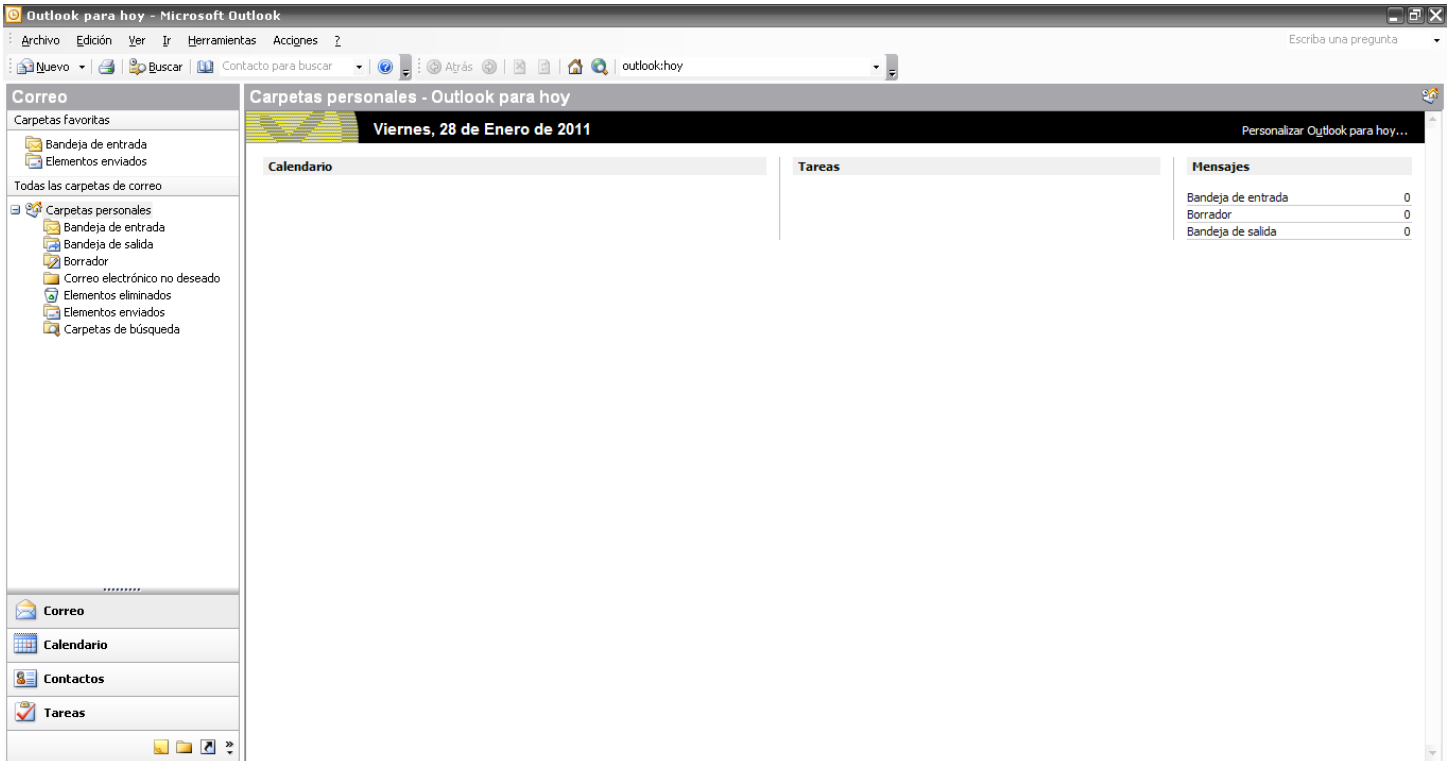 Outlook para hoy - Microsoft Outlook
Archivo Edición Ver Ir Herramientas Acciones ?
Escriba una pregunta
Nuevo Buscar Contacto para buscar Atrás outlook:hoy
Correo
Carpetas favoritas
Bandeja de entrada
Elementos enviados
Todas las carpetas de correo
Carpetas personales
Bandeja de entrada
Bandeja de salida
Borrador
Correo electrónico no deseado
Elementos eliminados
Elementos enviados
Carpetas de búsqueda
Correo
Calendario
Contactos
Tareas
Carpetas personales - Outlook para hoy
Viernes, 28 de Enero de 2011
Personalizar Outlook para hoy...
Calendario
Tareas
Mensajes
Bandeja de entrada 0
Borrador 0
Bandeja de salida 0